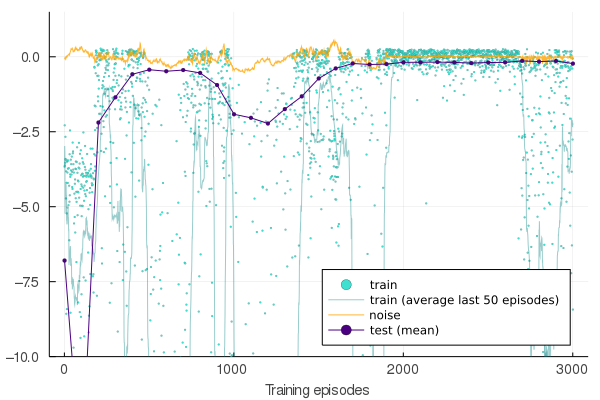 0.0
−2.5
−5.0
−7.5
−10.0
0
1000
2000
3000
Training episodes
train
train (average last 50 episodes)
noise
test (mean)